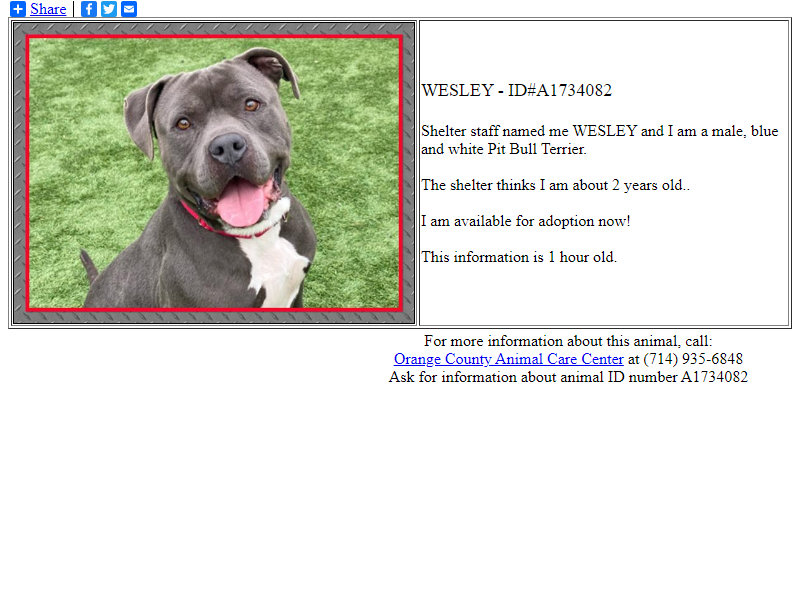 Share
WESLEY - ID#A1734082
Shelter staff named me WESLEY and I am a male, blue
and white Pit Bull Terrier.
The shelter thinks I am about 2 years old..
I am available for adoption now!
This information is 1 hour old.
For more information about this animal, call:
Orange County Animal Care Center at (714) 935-6848
Ask for information about animal ID number A1734082